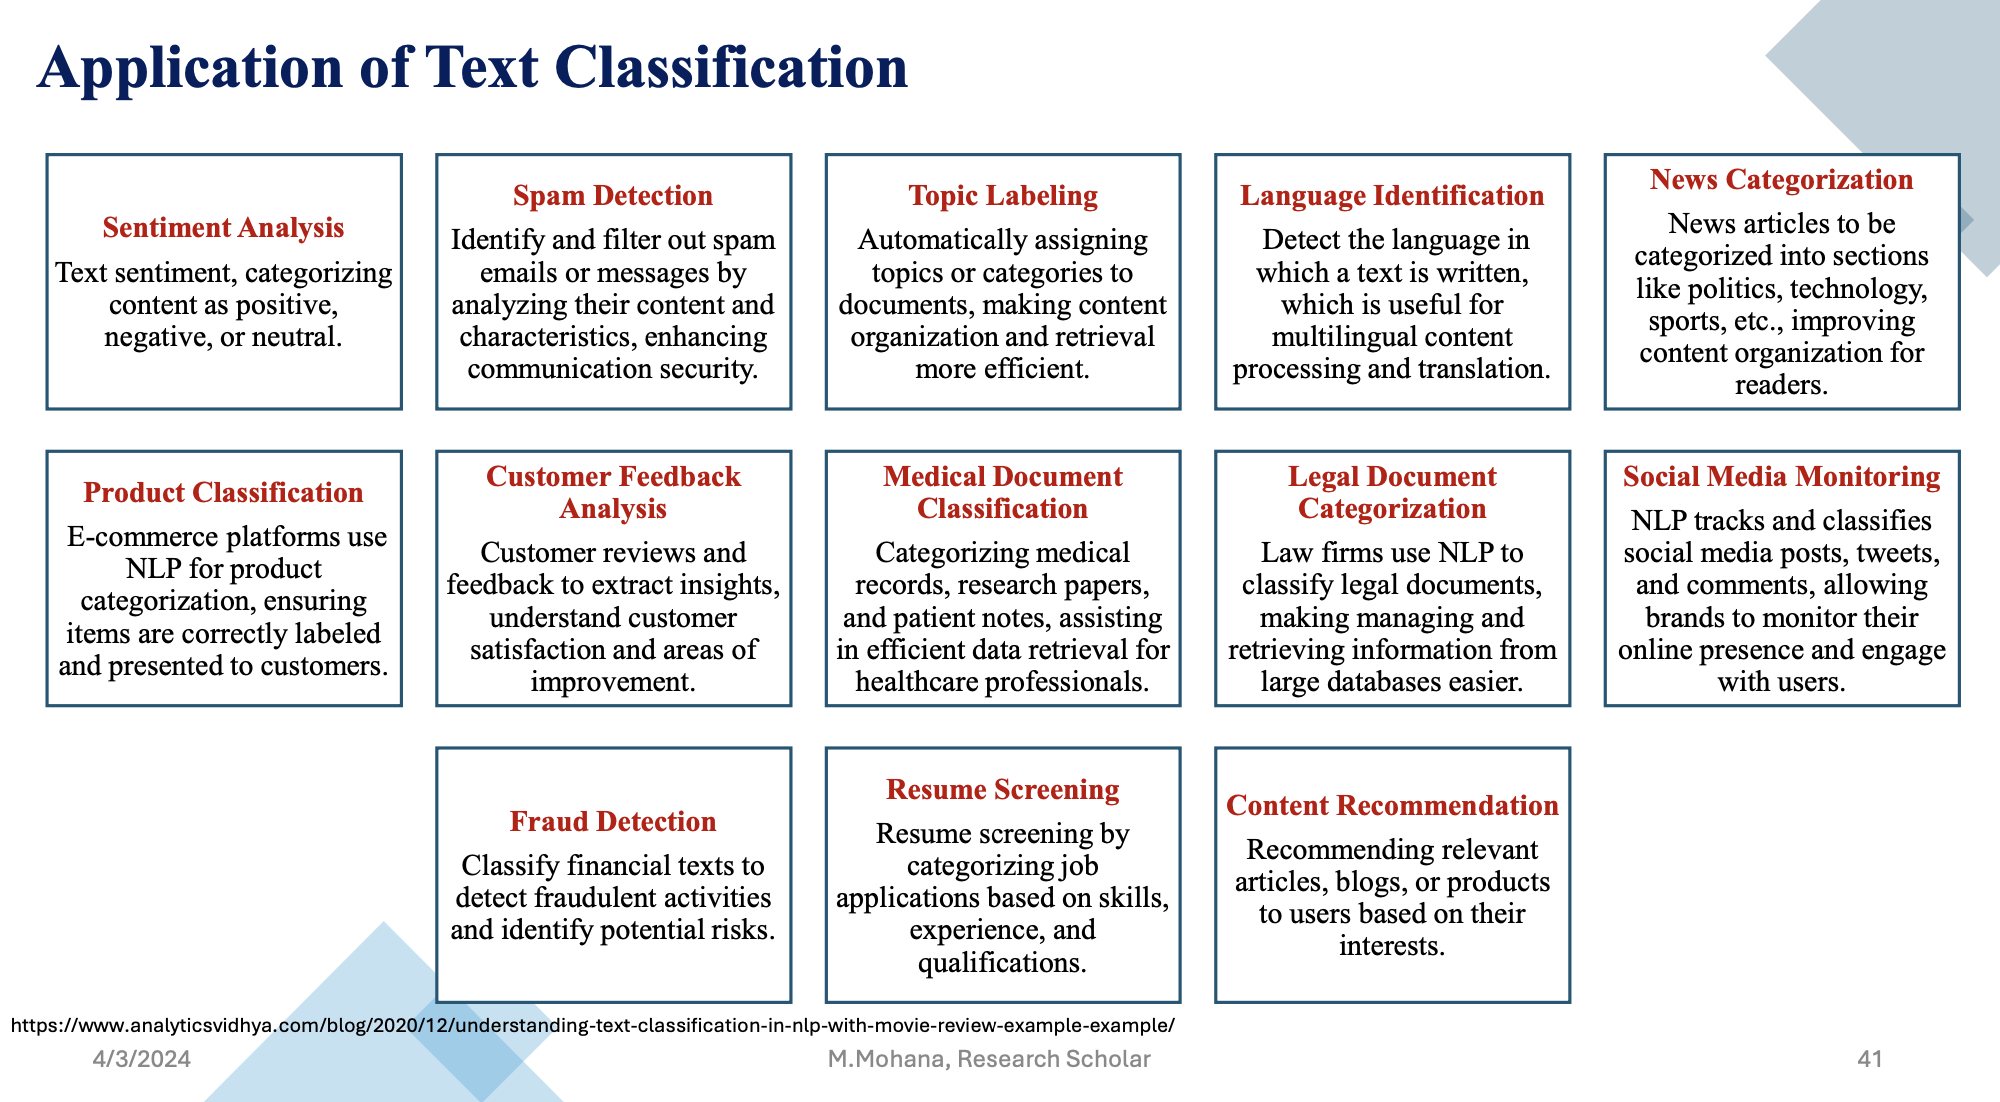 Application of Text Classification
Sentiment Analysis
Text sentiment, categorizing
content as positive,
negative, or neutral.
Spam Detection
Identify and filter out spam
emails or messages by
analyzing their content and
characteristics, enhancing
communication security.
Topic Labeling
Automatically assigning
topics or categories to
documents, making content
organization and retrieval
more efficient.
Language Identification
Detect the language in
which a text is written,
which is useful for
multilingual content
processing and translation.
News Categorization
News articles to be
categorized into sections
like politics, technology,
sports, etc., improving
content organization for
readers.
Product Classification
E-commerce platforms use
NLP for product
categorization, ensuring
items are correctly labeled
and presented to customers.
Customer Feedback
Analysis
Customer reviews and
feedback to extract insights,
understand customer
satisfaction and areas of
improvement.
Medical Document
Classification
Categorizing medical
records, research papers,
and patient notes, assisting
in efficient data retrieval for
healthcare professionals.
Legal Document
Categorization
Law firms use NLP to
classify legal documents,
making managing and
retrieving information from
large databases easier.
Social Media Monitoring
NLP tracks and classifies
social media posts, tweets,
and comments, allowing
brands to monitor their
online presence and engage
with users.
Fraud Detection
Classify financial texts to
detect fraudulent activities
and identify potential risks.
Resume Screening
Resume screening by
categorizing job
applications based on skills,
experience, and
qualifications.
Content Recommendation
Recommending relevant
articles, blogs, or products
to users based on their
interests.
https://www.analyticsvidhya.com/blog/2020/12/understanding-text-classification-in-nlp-with-movie-review-example-example/
4/3/2024
M.Mohana, Research Scholar
41